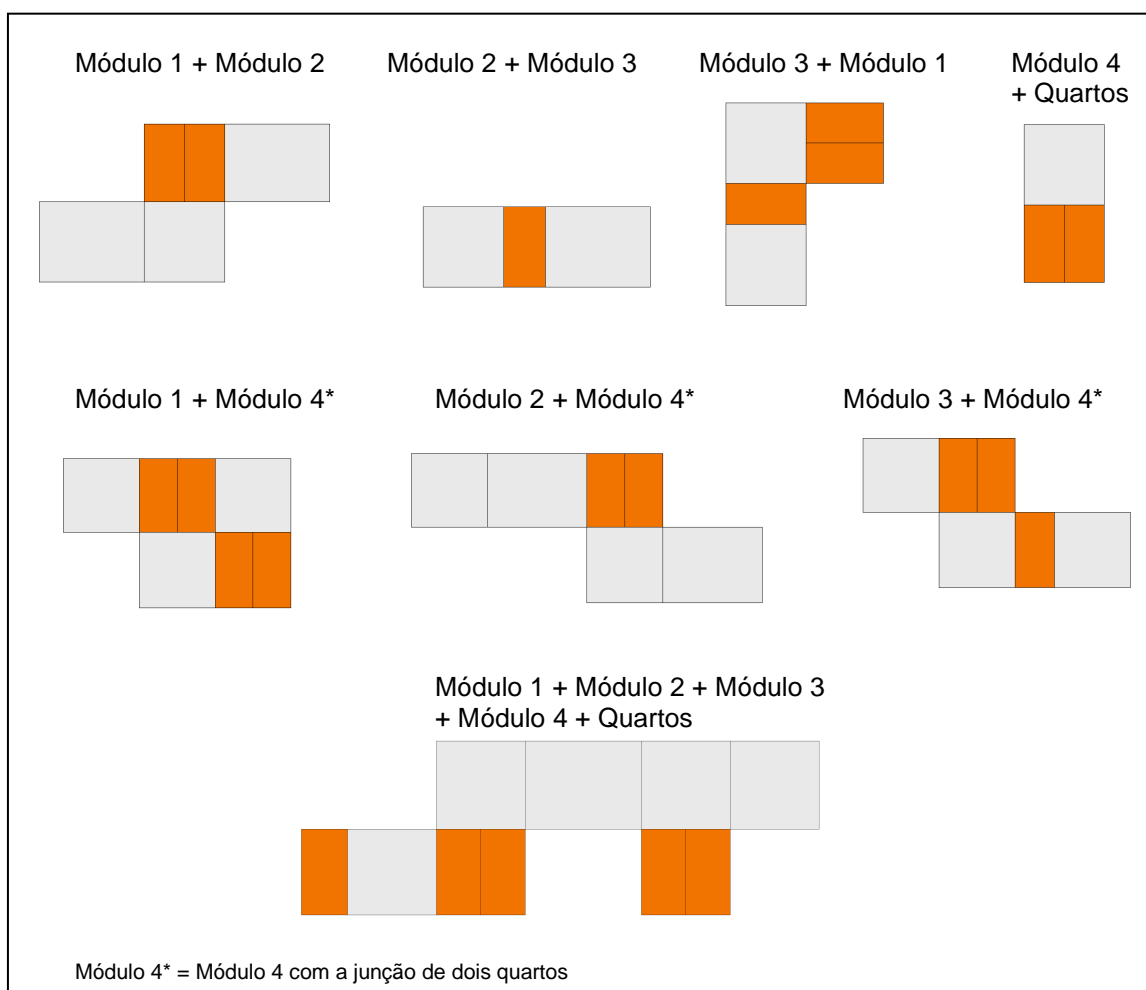 Módulo 1 + Módulo 2
Módulo 2 + Módulo 3
Módulo 3 + Módulo 1
Módulo 4
+ Quartos
Módulo 1 + Módulo 4*
Módulo 2 + Módulo 4*
Módulo 3 + Módulo 4*
Módulo 1 + Módulo 2 + Módulo 3
+ Módulo 4 + Quartos
Módulo 4* = Módulo 4 com a junção de dois quartos